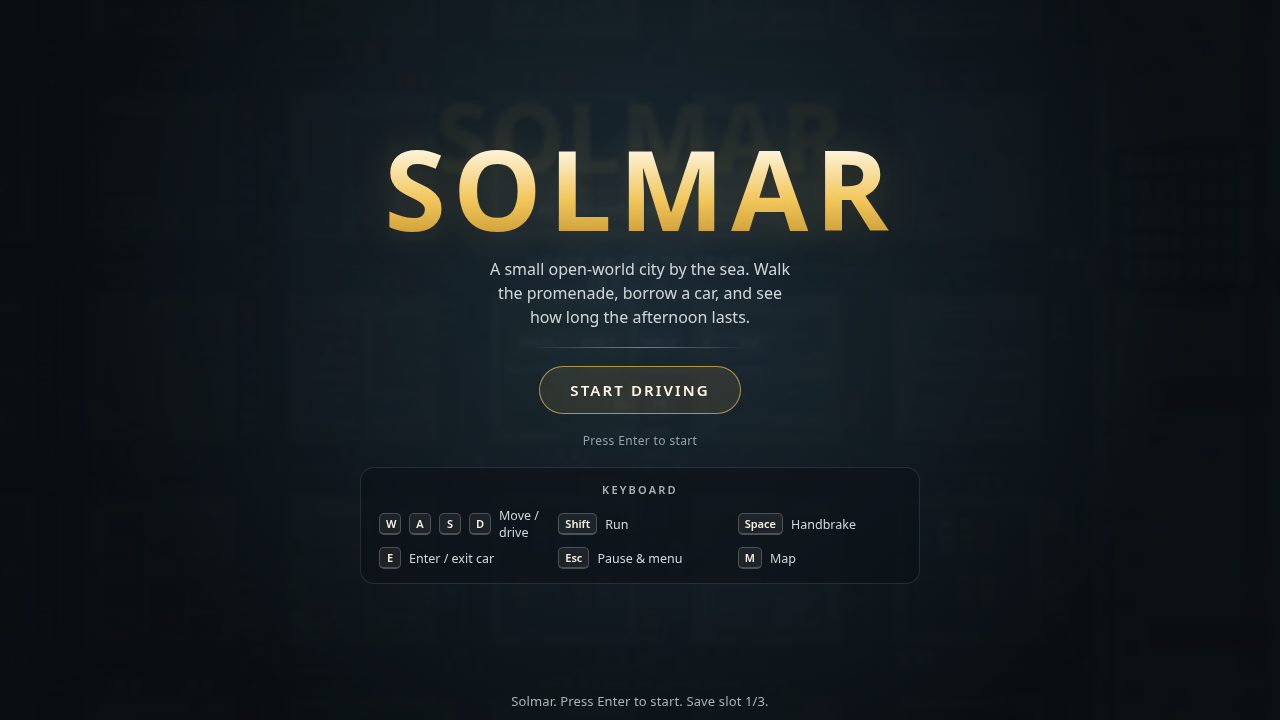 SOLMAR
A small open-world city by the sea. Walk
the promenade, borrow a car, and see
how long the afternoon lasts.
START DRIVING
Press Enter to start
KEYBOARD
W A S D Move /
drive
Shift Run
Space Handbrake
E Enter / exit car
Esc Pause & menu
M Map
Solmar. Press Enter to start. Save slot 1/3.